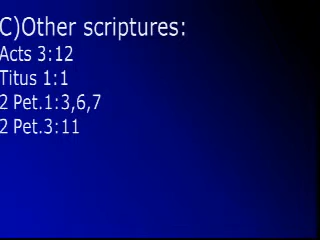 C)Other scriptures:
Acts 3:12
Titus 1:1
2 Pet.1:3,6,7
2 Pet.3:11